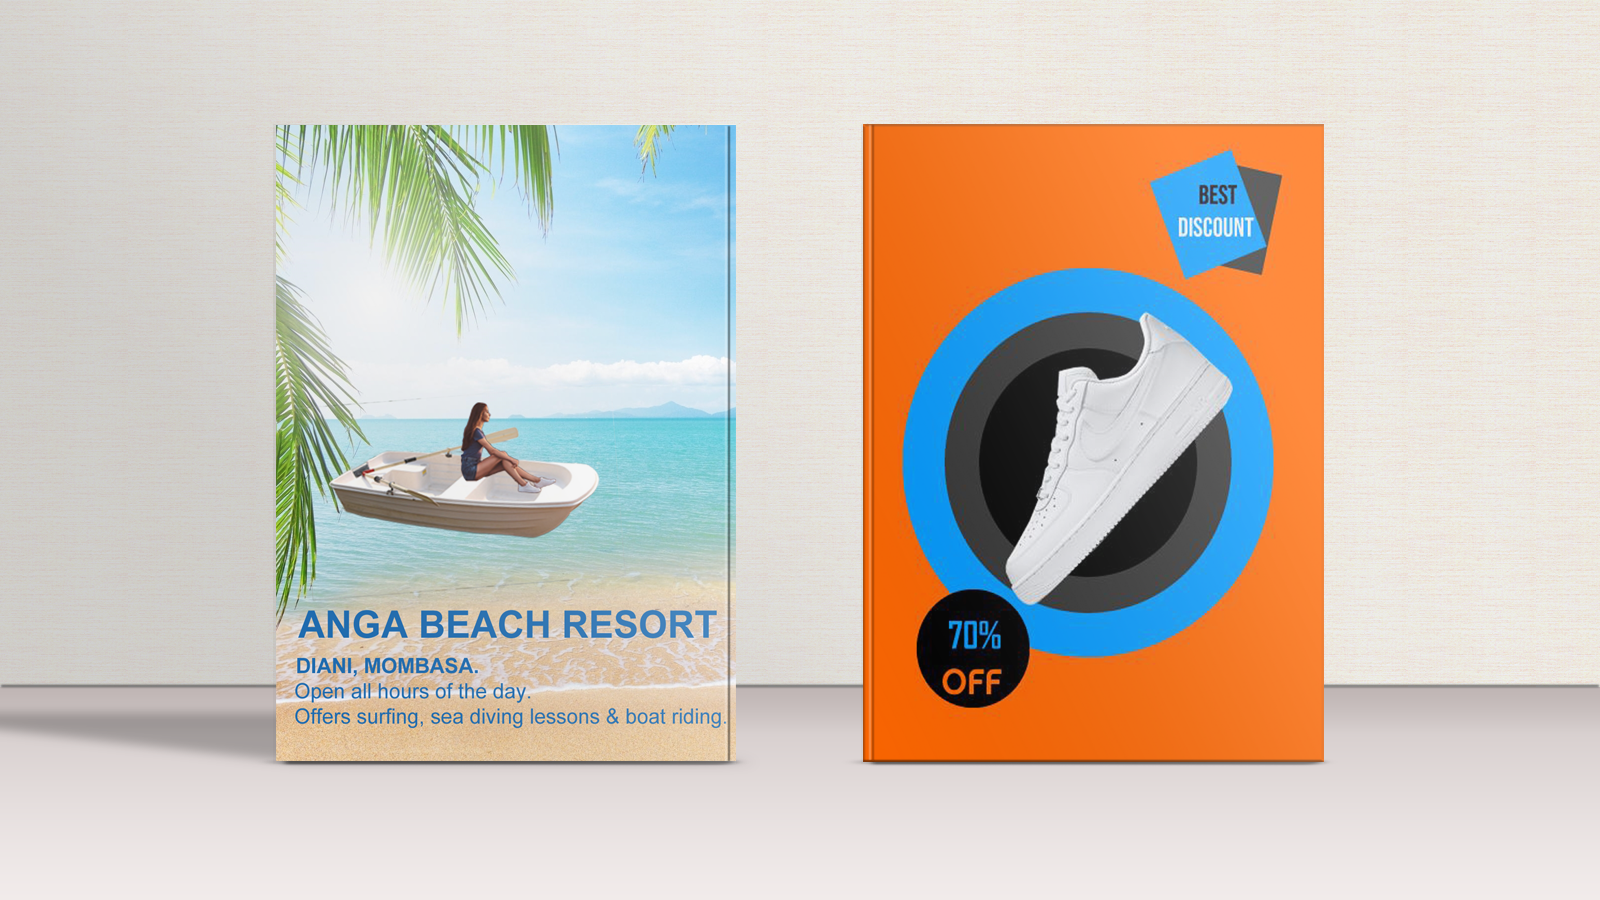 ANGA BEACH RESORT
DIANI, MOMBASA.
Open all hours of the day.
Offers surfing, sea diving lessons & boat riding.
BEST
DISCOUNT
70%
OFF